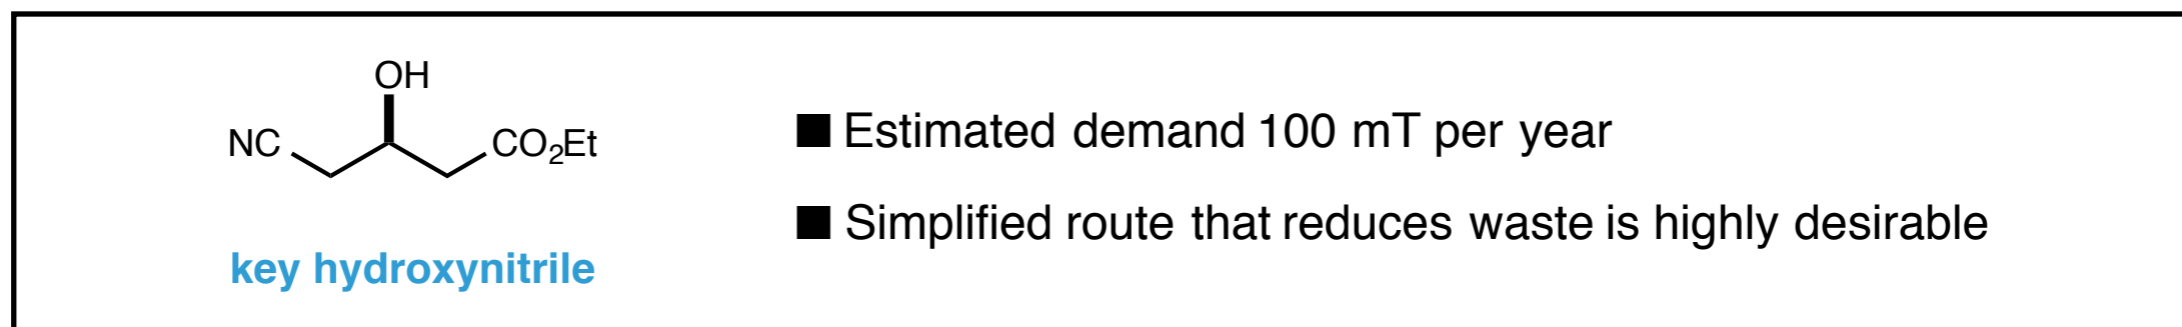 OH
NC
CO₂Et
key hydroxynitrile
■ Estimated demand 100 mT per year
■ Simplified route that reduces waste is highly desirable